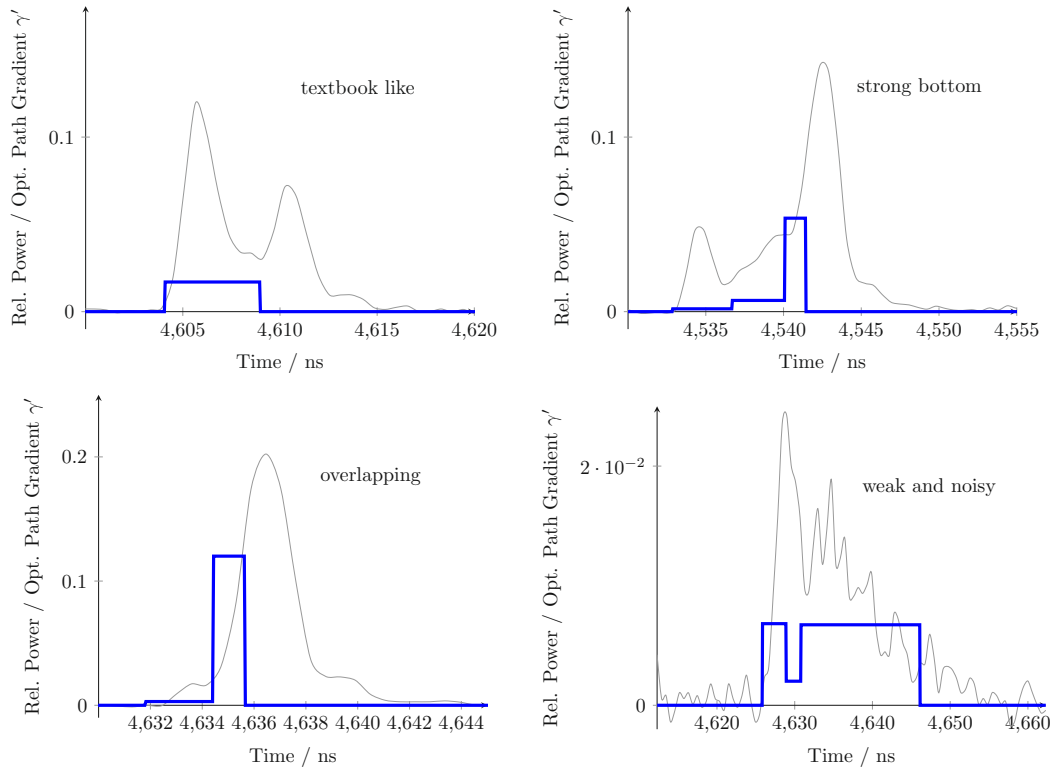 Rel. Power / Opt. Path Gradient γ′
0.1
0
textbook like
4,605 4,610 4,615 4,620
Time / ns
Rel. Power / Opt. Path Gradient γ′
0.1
0
strong bottom
4,535 4,540 4,545 4,550 4,555
Time / ns
Rel. Power / Opt. Path Gradient γ′
0.2
0.1
0
overlapping
4,632 4,634 4,636 4,638 4,640 4,642 4,644
Time / ns
Rel. Power / Opt. Path Gradient γ′
2 · 10⁻²
0
weak and noisy
4,620 4,630 4,640 4,650 4,660
Time / ns